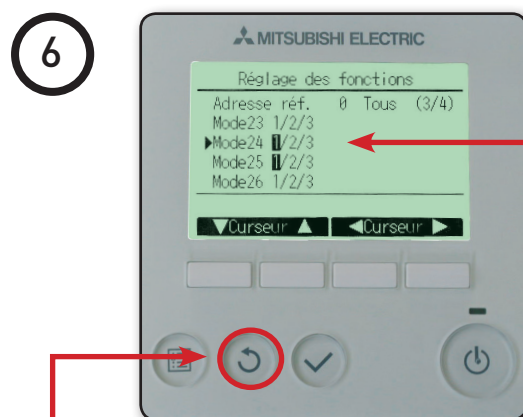 6
MITSUBISHI ELECTRIC
Réglage des fonctions
Adresse réf. 0 Tous (3/4)
Mode23 1/2/3
▶Mode24 1/2/3
Mode25 1/2/3
Mode26 1/2/3
▼Curseur ▲ ◀Curseur ▶